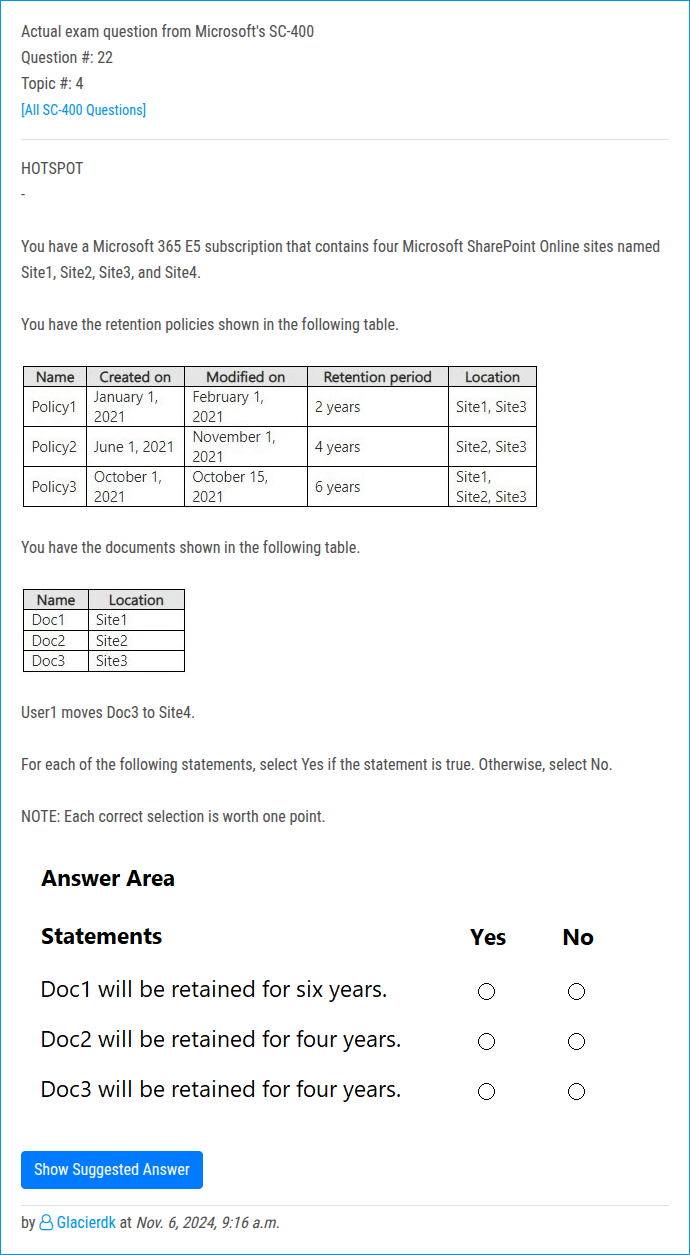 Actual exam question from Microsoft's SC-400
Question #: 22
Topic #: 4
[All SC-400 Questions]
HOTSPOT
-
You have a Microsoft 365 E5 subscription that contains four Microsoft SharePoint Online sites named
Site1, Site2, Site3, and Site4.
You have the retention policies shown in the following table.
Name Created on Modified on Retention period Location
Policy1 January 1, 2021 February 1, 2021 2 years Site1, Site3
Policy2 June 1, 2021 November 1, 2021 4 years Site2, Site3
Policy3 October 1, 2021 October 15, 2021 6 years Site1, Site2, Site3
You have the documents shown in the following table.
Name Location
Doc1 Site1
Doc2 Site2
Doc3 Site3
User1 moves Doc3 to Site4.
For each of the following statements, select Yes if the statement is true. Otherwise, select No.
NOTE: Each correct selection is worth one point.
Answer Area
Statements Yes No
Doc1 will be retained for six years.
Doc2 will be retained for four years.
Doc3 will be retained for four years.
Show Suggested Answer
by Glacierdk at Nov. 6, 2024, 9:16 a.m.